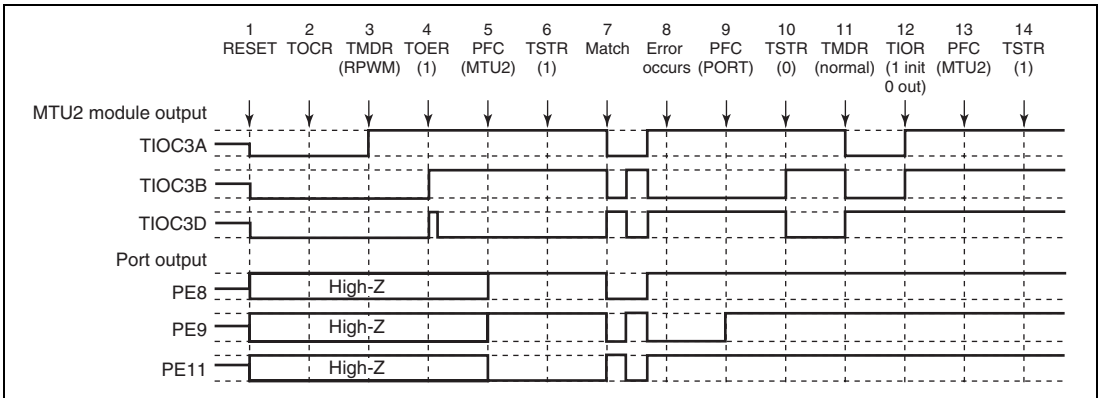 1 2 3 4 5 6 7 8 9 10 11 12 13 14
RESET TOCR TMDR TOER PFC TSTR Match Error PFC TSTR TMDR TIOR PFC TSTR
(RPWM) (1) (MTU2) (1) occurs (PORT) (0) (normal) (1 init (MTU2) (1)
0 out)
MTU2 module output
TIOC3A
TIOC3B
TIOC3D
Port output
PE8 High-Z
PE9 High-Z
PE11 High-Z